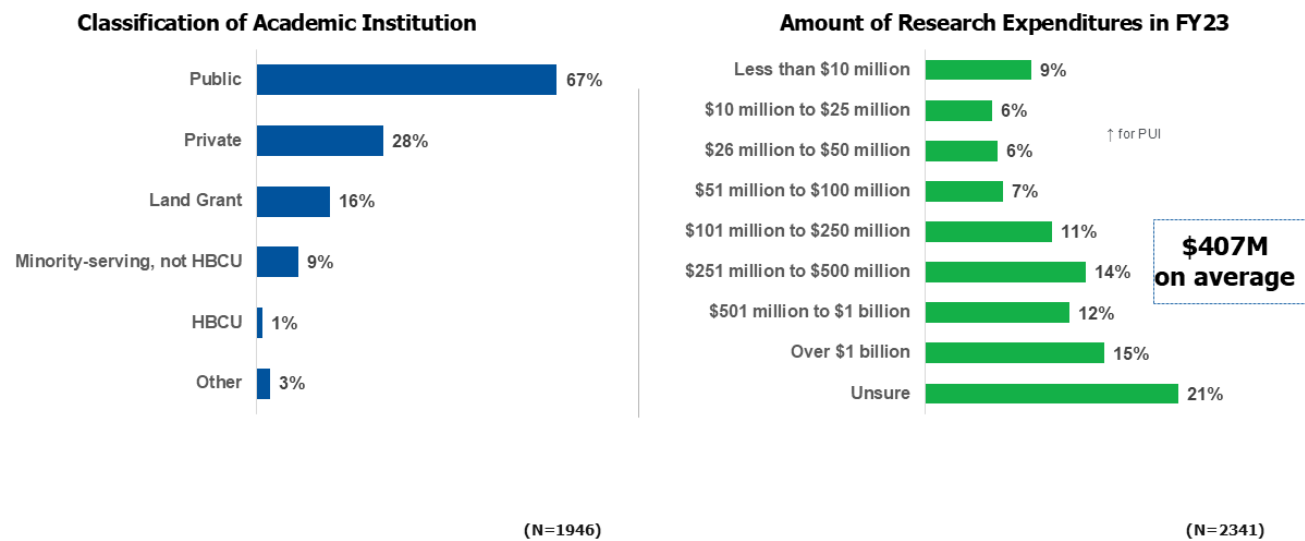 Classification of Academic Institution
Public 67%
Private 28%
Land Grant 16%
Minority-serving, not HBCU 9%
HBCU 1%
Other 3%
(N=1946)
Amount of Research Expenditures in FY23
Less than $10 million 9%
$10 million to $25 million 6%
↑ for PUI
$26 million to $50 million 6%
$51 million to $100 million 7%
$101 million to $250 million 11%
$251 million to $500 million 14%
$501 million to $1 billion 12%
Over $1 billion 15%
Unsure 21%
$407M
on average
(N=2341)